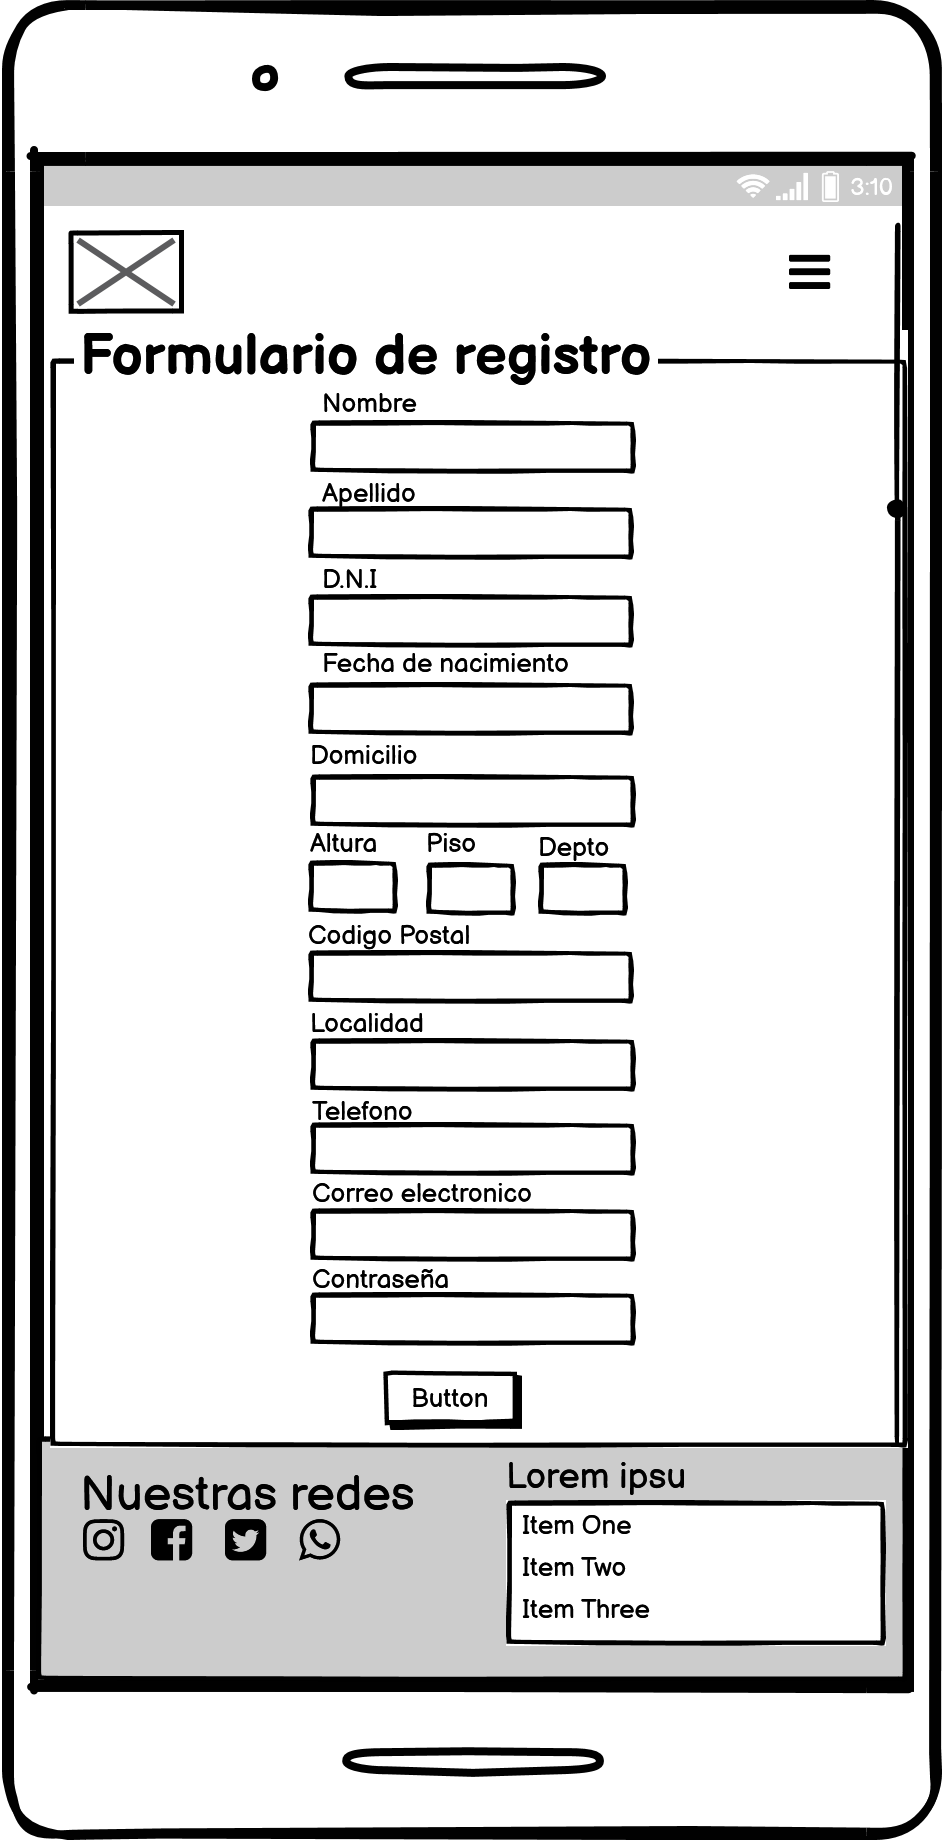 3:10
Formulario de registro
Nombre
Apellido
D.N.I
Fecha de nacimiento
Domicilio
Altura Piso Depto
Codigo Postal
Localidad
Telefono
Correo electronico
Contraseña
Button
Nuestras redes
Lorem ipsu
Item One
Item Two
Item Three